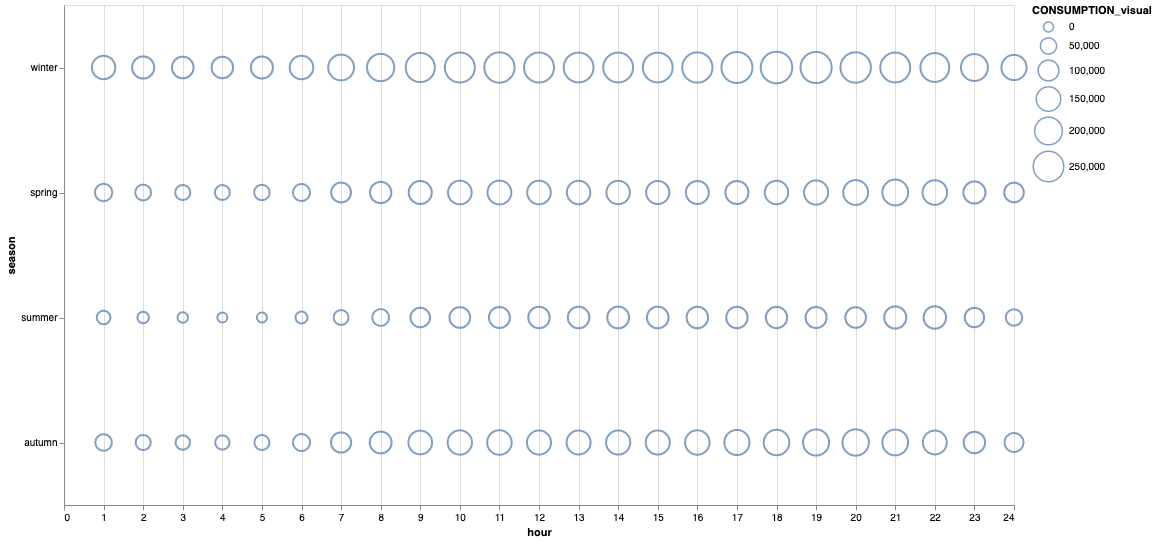 CONSUMPTION_visual
0
50,000
100,000
150,000
200,000
250,000
winter
spring
summer
autumn
season
0 1 2 3 4 5 6 7 8 9 10 11 12 13 14 15 16 17 18 19 20 21 22 23 24
hour